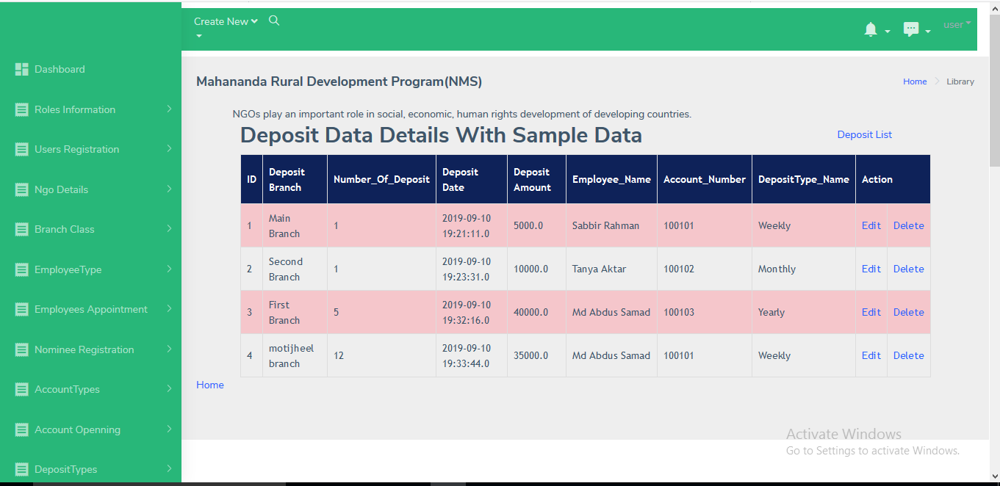 Create New
user
Dashboard
Roles Information
Users Registration
Ngo Details
Branch Class
EmployeeType
Employees Appointment
Nominee Registration
AccountTypes
Account Openning
DepositTypes
Mahananda Rural Development Program(NMS)
Home Library
NGOs play an important role in social, economic, human rights development of developing countries.
Deposit Data Details With Sample Data
Deposit List
ID Deposit Branch Number_Of_Deposit Deposit Date Deposit Amount Employee_Name Account_Number DepositType_Name Action
1 Main Branch 1 2019-09-10 19:21:11.0 5000.0 Sabbir Rahman 100101 Weekly Edit Delete
2 Second Branch 1 2019-09-10 19:23:31.0 10000.0 Tanya Aktar 100102 Monthly Edit Delete
3 First Branch 5 2019-09-10 19:32:16.0 40000.0 Md Abdus Samad 100103 Yearly Edit Delete
4 motijheel branch 12 2019-09-10 19:33:44.0 35000.0 Md Abdus Samad 100101 Weekly Edit Delete
Home
Activate Windows
Go to Settings to activate Windows.